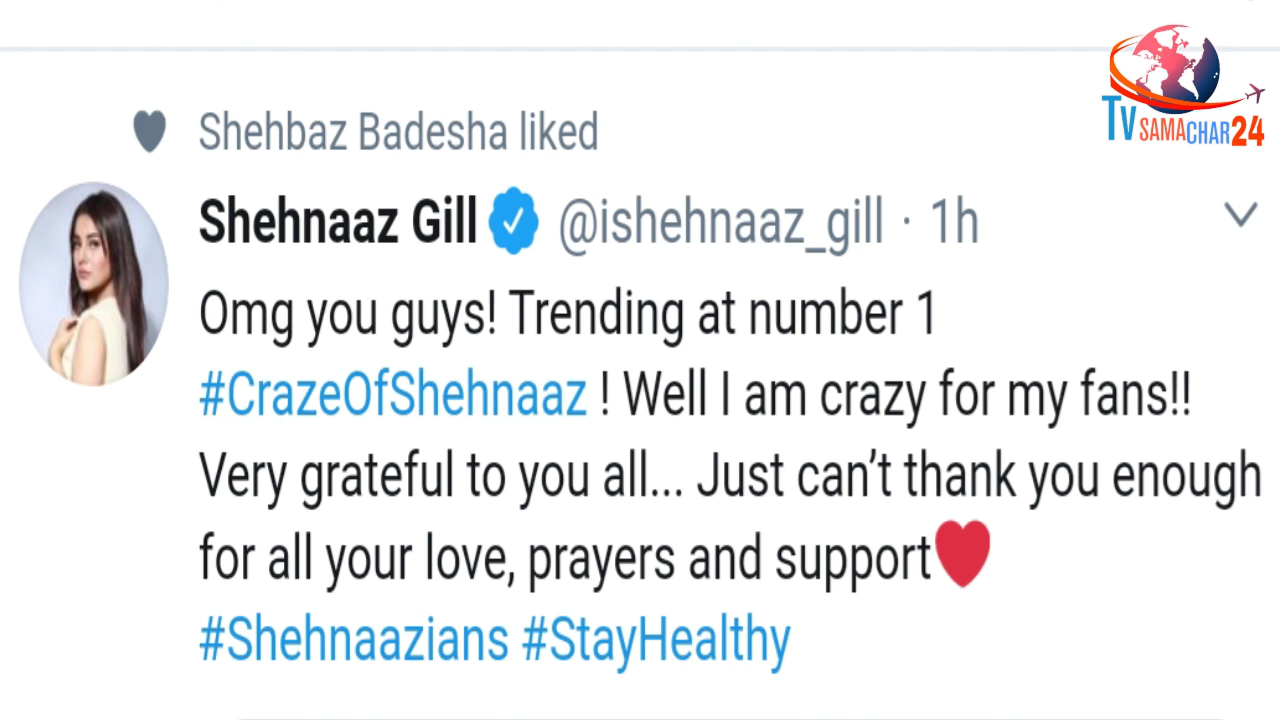 Shehbaz Badesha liked
Shehnaaz Gill @ishehnaaz_gill · 1h
Omg you guys! Trending at number 1
#CrazeOfShehnaaz ! Well I am crazy for my fans!!
Very grateful to you all... Just can’t thank you enough
for all your love, prayers and support❤
#Shehnaazians #StayHealthy
TV SAMACHAR 24